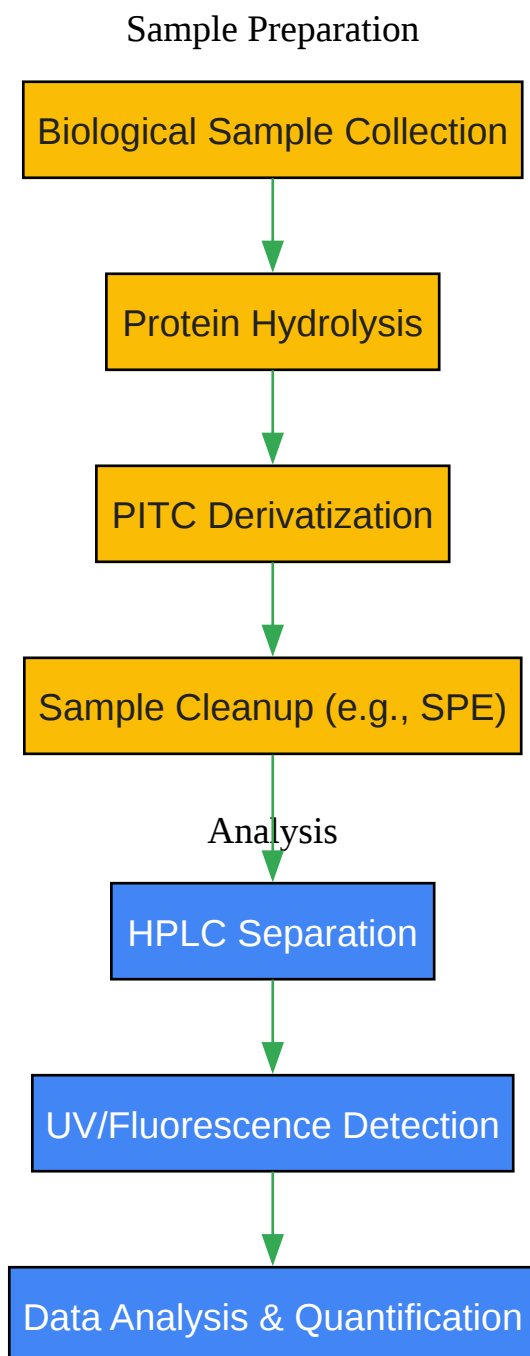 Sample Preparation
Biological Sample Collection
Protein Hydrolysis
PITC Derivatization
Sample Cleanup (e.g., SPE)
Analysis
HPLC Separation
UV/Fluorescence Detection
Data Analysis & Quantification